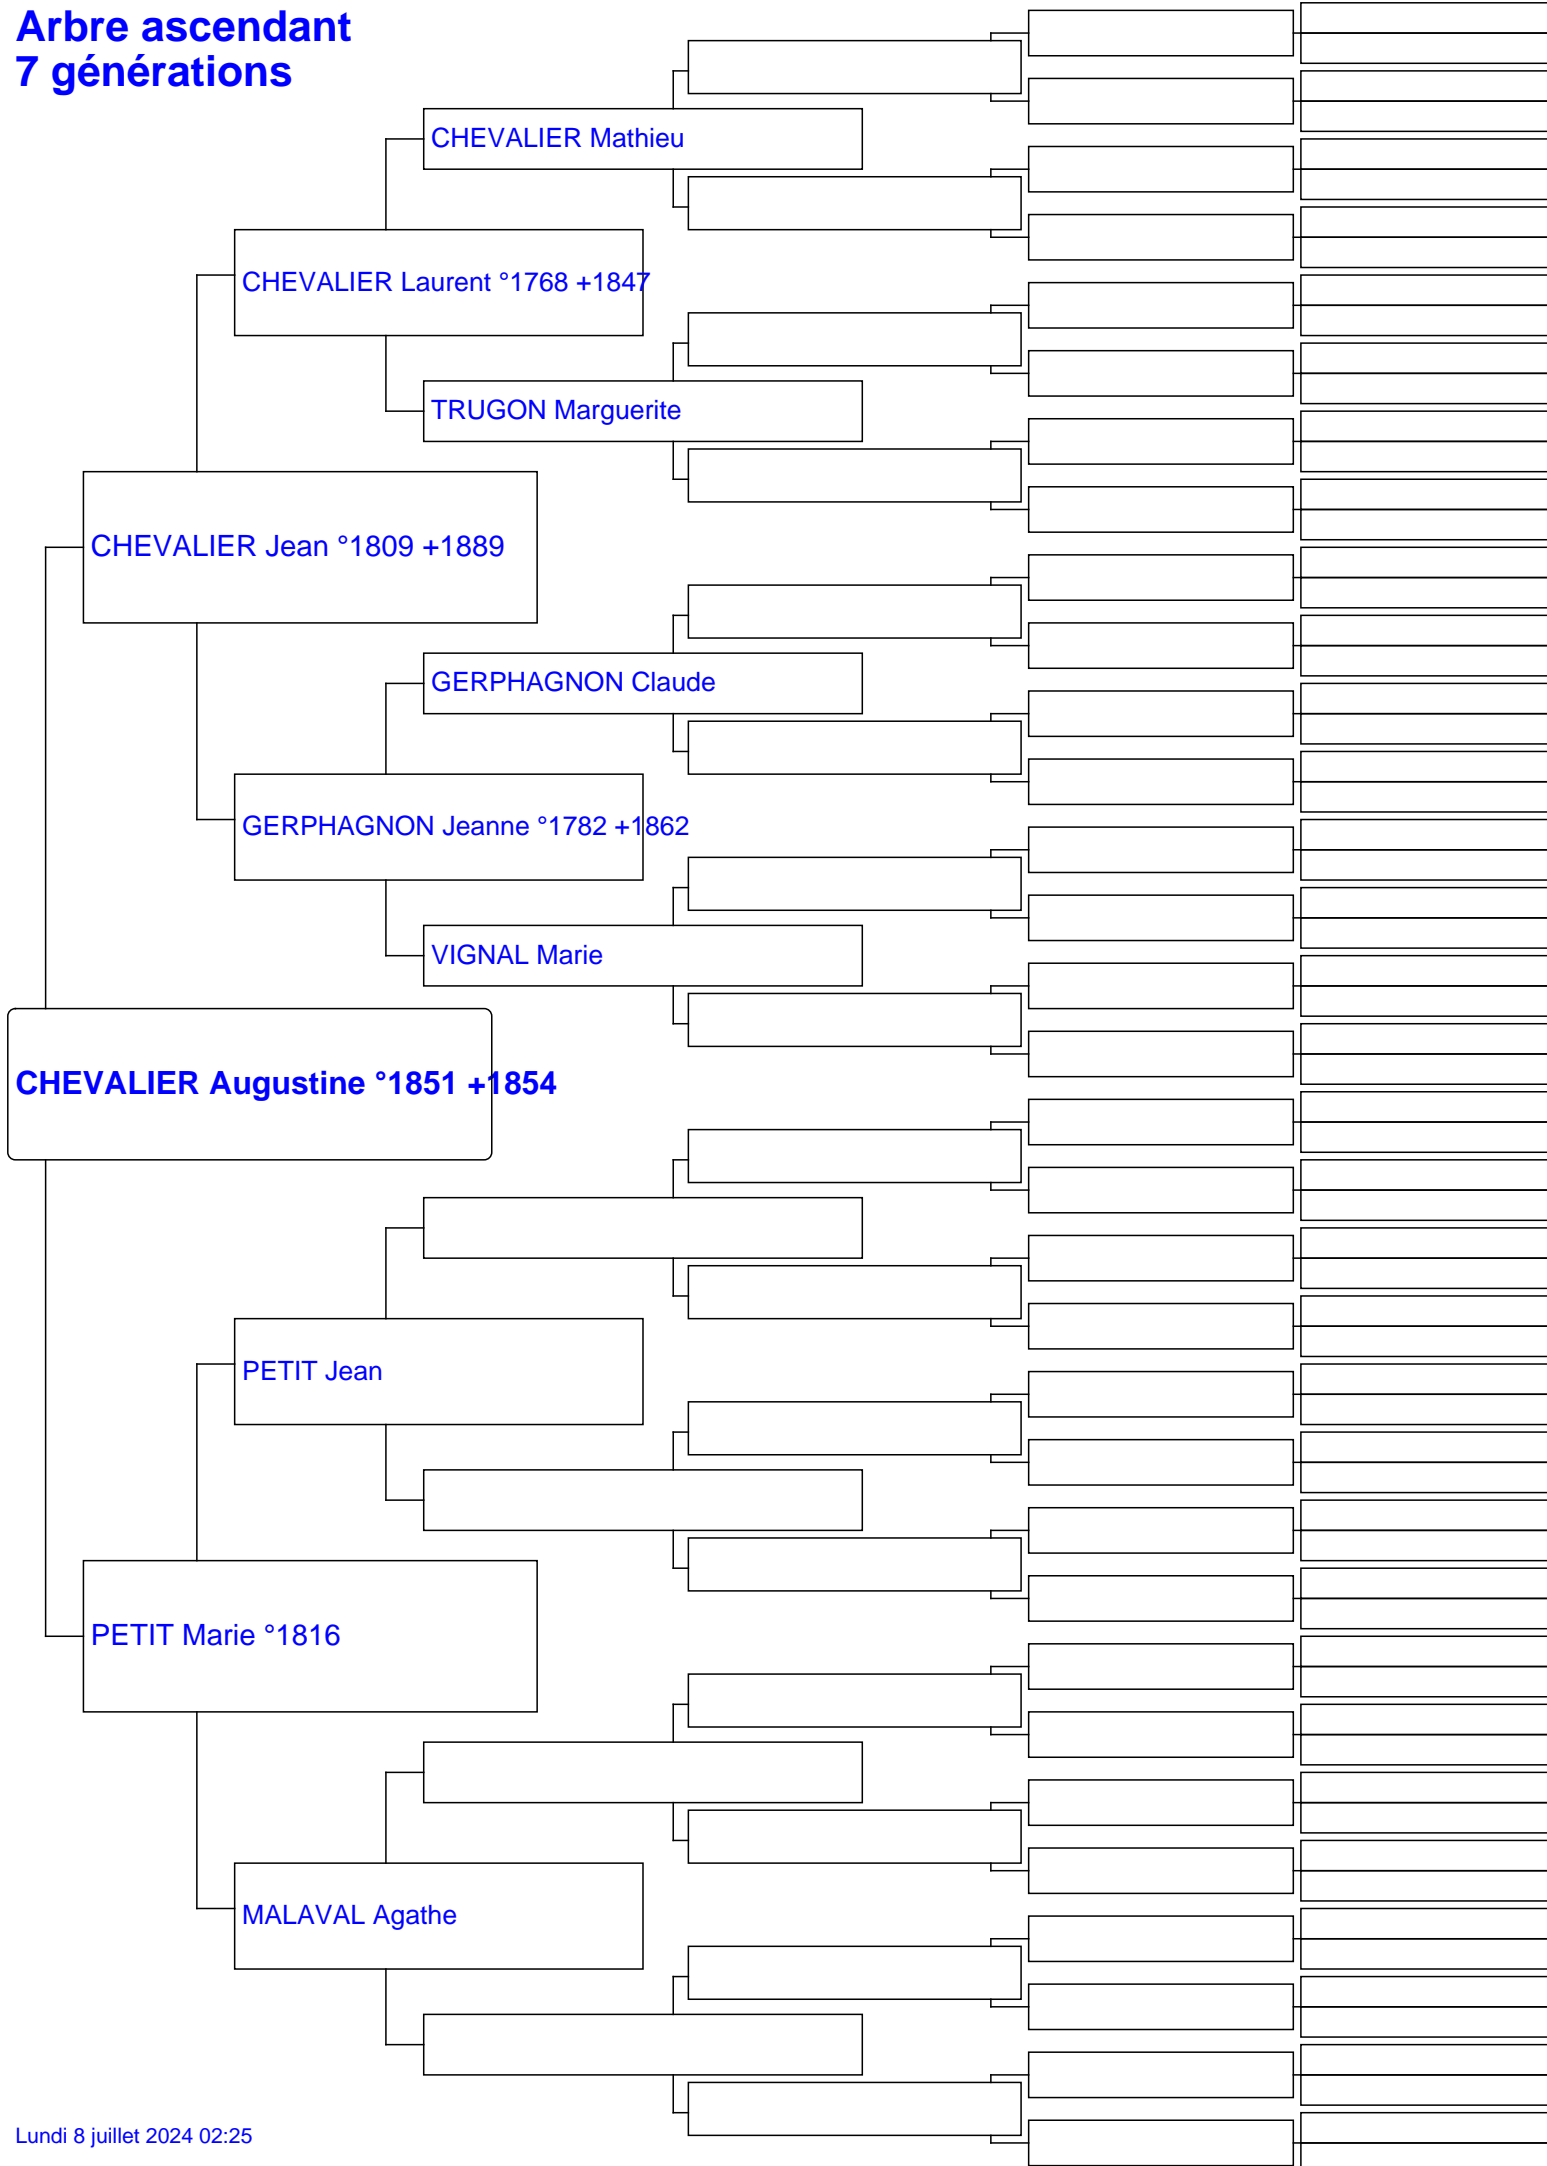 Arbre ascendant
7 générations
CHEVALIER Mathieu
CHEVALIER Laurent °1768 +1847
TRUGON Marguerite
CHEVALIER Jean °1809 +1889
GERPHAGNON Claude
GERPHAGNON Jeanne °1782 +1862
VIGNAL Marie
CHEVALIER Augustine °1851 +1854
PETIT Jean
PETIT Marie °1816
MALAVAL Agathe
Lundi 8 juillet 2024 02:25